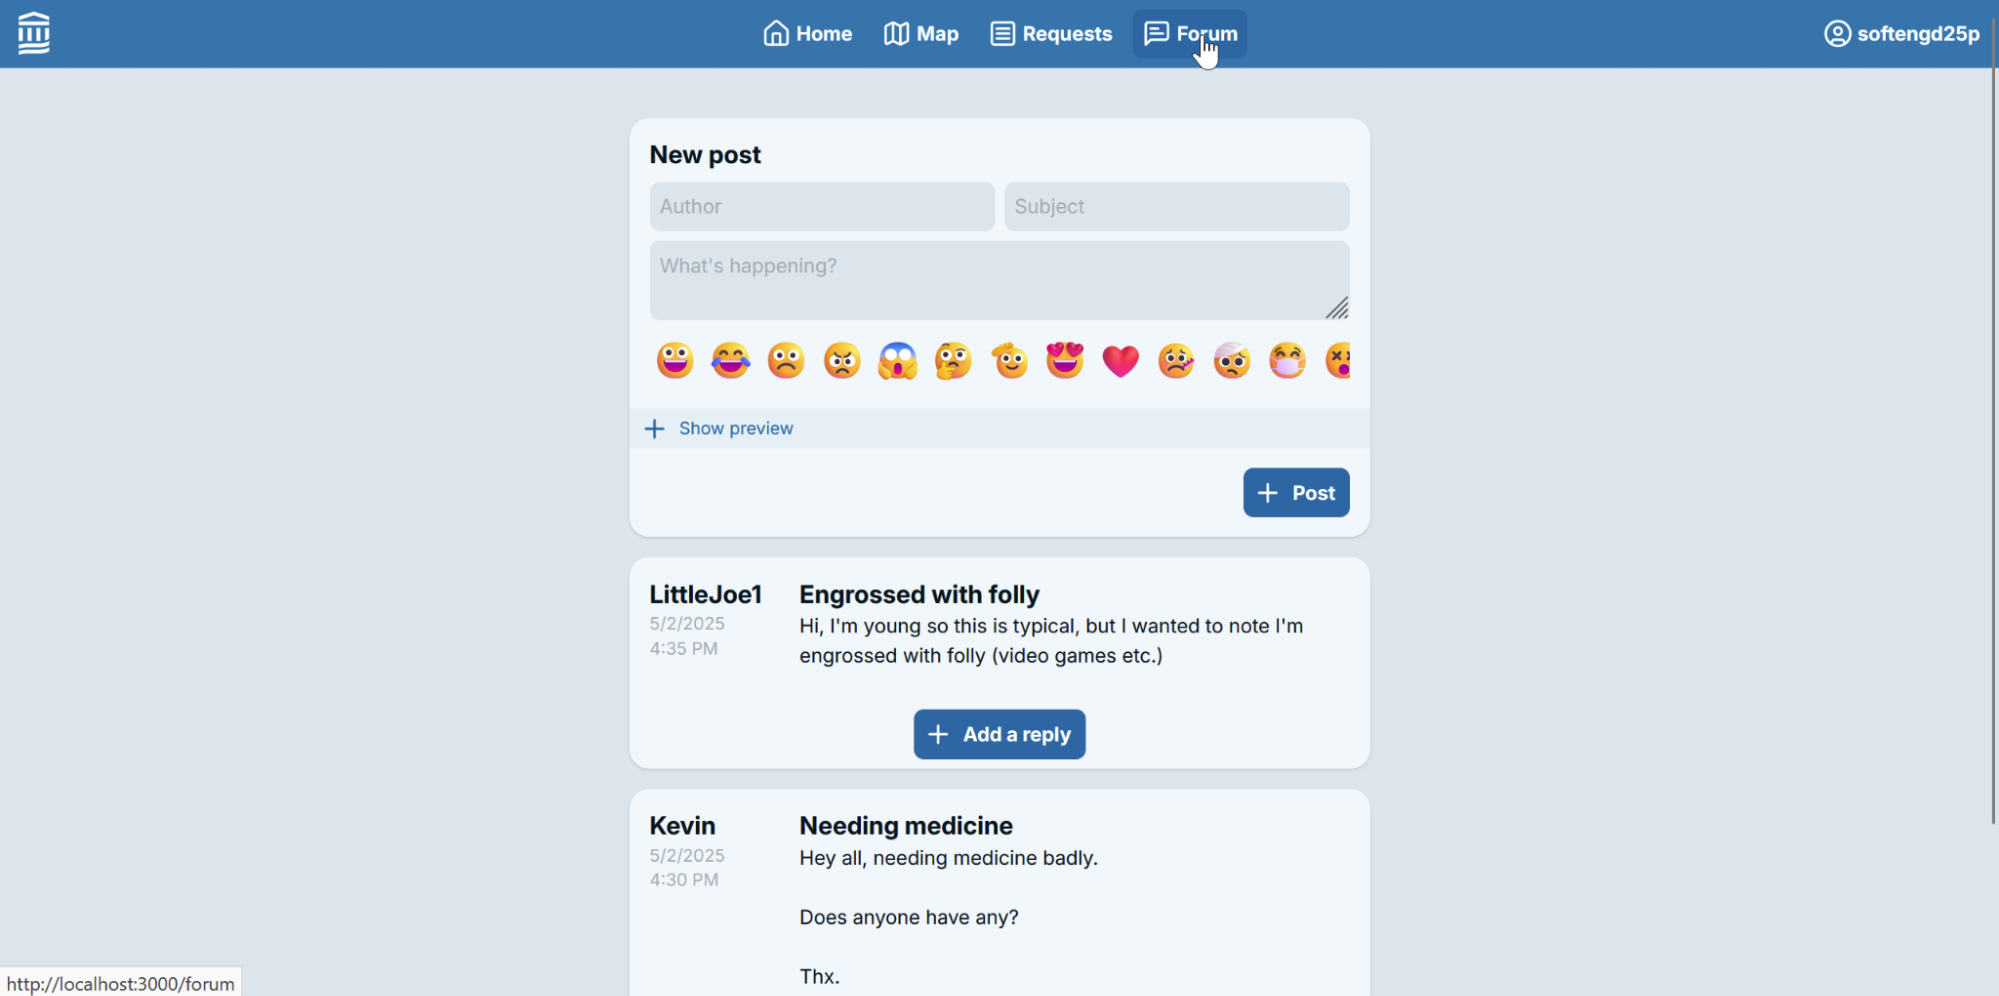 Home Map Requests Forum softengd25p
New post
Author Subject
What's happening?
Show preview
Post
LittleJoe1
5/2/2025
4:35 PM
Engrossed with folly
Hi, I'm young so this is typical, but I wanted to note I'm
engrossed with folly (video games etc.)
Add a reply
Kevin
5/2/2025
4:30 PM
Needing medicine
Hey all, needing medicine badly.
Does anyone have any?
Thx.
http://localhost:3000/forum